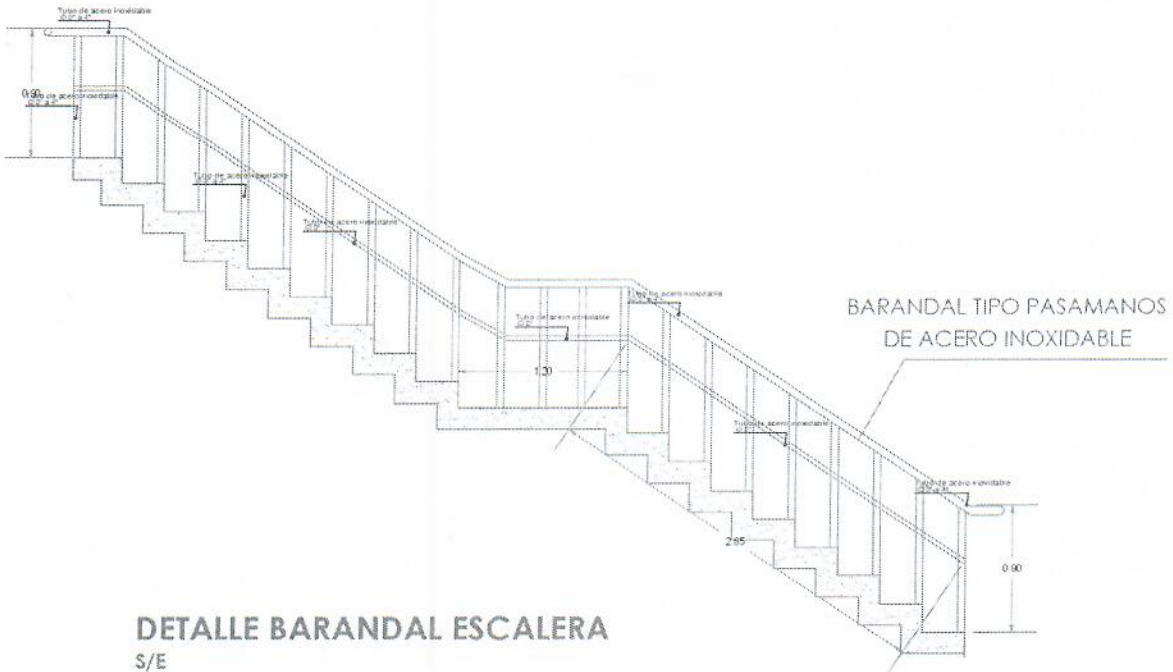 Tubo de acero inoxidable
0.90
Tubo de acero inoxidable
Tubo de acero inoxidable
Tubo de acero inoxidable
Tubo de acero inoxidable
Tubo de acero inoxidable
BARANDAL TIPO PASAMANOS
DE ACERO INOXIDABLE
1.20
Tubo de acero inoxidable
Tubo de acero inoxidable
2.85
0.90
DETALLE BARANDAL ESCALERA
S/E